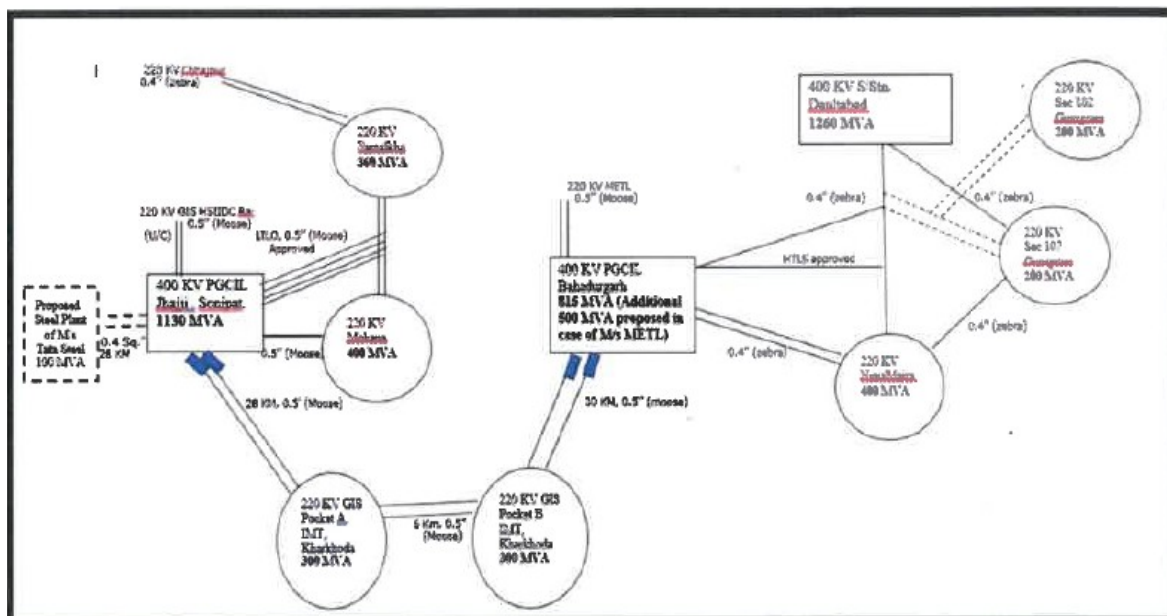 220 KV
0.4" (zebra)
220 KV
360 MVA
220 KV GIS HSIIDC
0.5" (Moose)
(U/C)
LILO, 0.5" (Moose)
Approved
400 KV PGCIL
Sonipat.
1130 MVA
Proposed
Steel Plant
of M/s
Tata Steel
100 MVA
0.4 Sq."
28 KM
0.5" (Moose)
220 KV
Mohana
400 MVA
28 KM, 0.5' (Moose)
220 KV GIS
Pocket A
IMT,
Kharkhoda
300 MVA
6 Km, 0.5"
(Moose)
220 KV GIS
Pocket B
IMT,
Kharkhoda
300 MVA
30 KM, 0.5" (moose)
220 KV METL
0.5" (Moose)
400 KV PGCIL
Bahadurgarh
815 MVA (Additional
500 MVA proposed in
case of M/s METL)
400 KV S/Stn.
Daultabad
1260 MVA
220 KV
Sec 102
Gurugram
200 MVA
0.4" (zebra)
0.4" (zebra)
HTLS approved
220 KV
Sec 107
Gurugram
200 MVA
0.4" (zebra)
0.4" (zebra)
220 KV
400 MVA